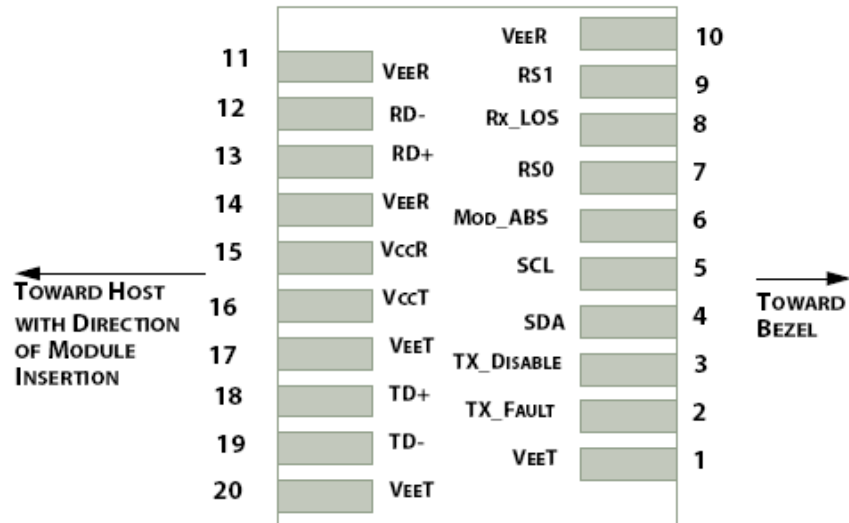 11 VEER
12 RD-
13 RD+
14 VEER
15 VCCR
16 VCCT
17 VEET
18 TD+
19 TD-
20 VEET
VEER 10
RS1 9
RX_LOS 8
RS0 7
MOD_ABS 6
SCL 5
SDA 4
TX_DISABLE 3
TX_FAULT 2
VEET 1
TOWARD HOST
WITH DIRECTION
OF MODULE
INSERTION
TOWARD
BEZEL